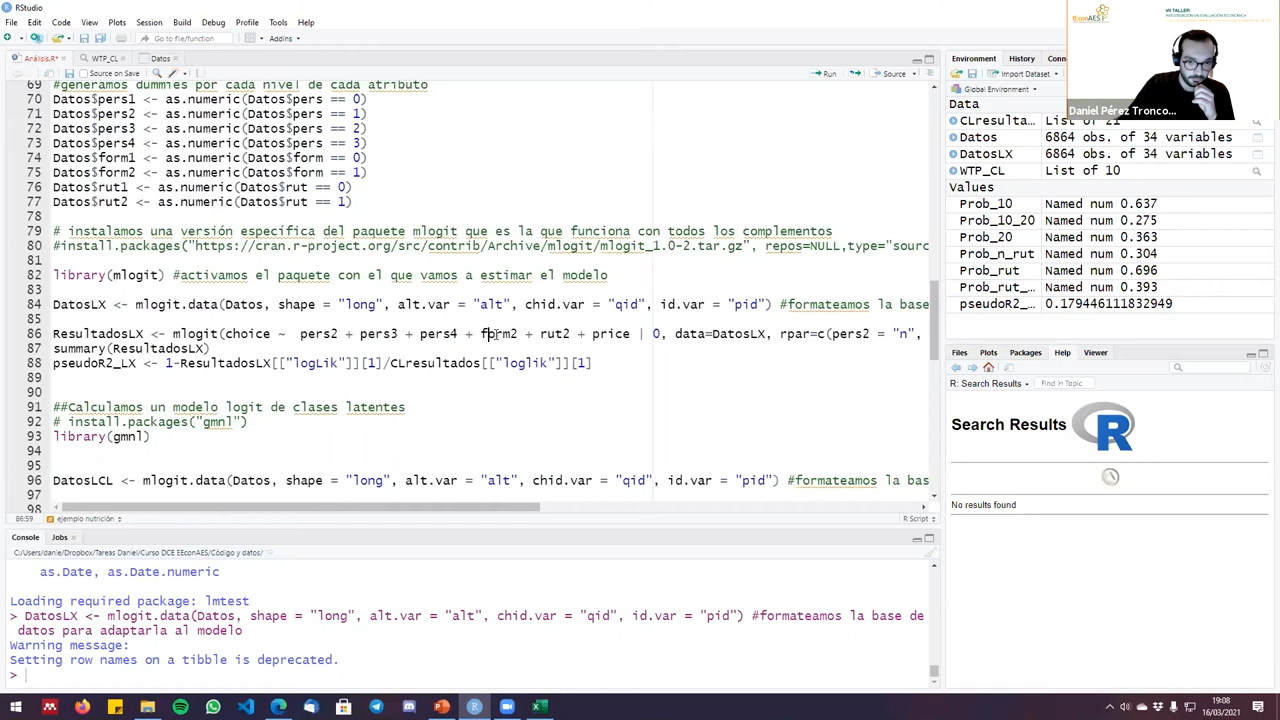 RStudio
File Edit Code View Plots Session Build Debug Profile Tools Help
Go to file/function Addins
Análisis.R* WTP_CL Datos
Source on Save Run Source
69 #generamos dummies por cada nivel de cada atributo
70 Datos$pers1 <- as.numeric(Datos$pers == 0)
71 Datos$pers2 <- as.numeric(Datos$pers == 1)
72 Datos$pers3 <- as.numeric(Datos$pers == 2)
73 Datos$pers4 <- as.numeric(Datos$pers == 3)
74 Datos$form1 <- as.numeric(Datos$form == 0)
75 Datos$form2 <- as.numeric(Datos$form == 1)
76 Datos$rut1 <- as.numeric(Datos$rut == 0)
77 Datos$rut2 <- as.numeric(Datos$rut == 1)
78
79 # instalamos una versión específica del paquete mlogit que es la que funciona con todos los complementos
80 #install.packages("https://cran.r-project.org/src/contrib/Archive/mlogit/mlogit_1.0-2.tar.gz", repos=NULL,type="sourc
81
82 library(mlogit) #activamos el paquete con el que vamos a estimar el modelo
83
84 DatosLX <- mlogit.data(Datos, shape = "long", alt.var = "alt", chid.var = "qid", id.var = "pid") #formateamos la base
85
86 ResultadosLX <- mlogit(choice ~ pers2 + pers3 + pers4 + form2 + rut2 + price | 0, data=DatosLX, rpar=c(pers2 = "n",
87 summary(ResultadosLX)
88 pseudoR2_LX <- 1-ResultadosLX[["logLik"]][1]/CLresultados[["loglik"]][1]
89
90
91 ##Calculamos un modelo logit de clases latentes
92 # install.packages("gmnl")
93 library(gmnl)
94
95
96 DatosLCL <- mlogit.data(Datos, shape = "long", alt.var = "alt", chid.var = "qid", id.var = "pid") #formateamos la bas
97
98
86:59 ejemplo nutrición R Script
Console Jobs
C:/Users/danie/Dropbox/Tareas Daniel/Curso DCE EEconAES/Código y datos/
as.Date, as.Date.numeric
Loading required package: lmtest
> DatosLX <- mlogit.data(Datos, shape = "long", alt.var = "alt", chid.var = "qid", id.var = "pid") #formateamos la base de
datos para adaptarla al modelo
Warning message:
Setting row names on a tibble is deprecated.
>
Environment History Conn
Import Dataset
Global Environment
Data
CLresulta… List of 21
Datos 6864 obs. of 34 variables
DatosLX 6864 obs. of 34 variables
WTP_CL List of 10
Values
Prob_10 Named num 0.637
Prob_10_20 Named num 0.275
Prob_20 Named num 0.363
Prob_n_rut Named num 0.304
Prob_rut Named num 0.696
Prob_rut_… Named num 0.393
pseudoR2_… 0.179446111832949
Files Plots Packages Help Viewer
R: Search Results Find in Topic
Search Results R
No results found
EconAES
VII TALLER
INVESTIGACIÓN EN EVALUACIÓN ECONÓMICA
Daniel Pérez Tronco...
19:08
16/03/2021